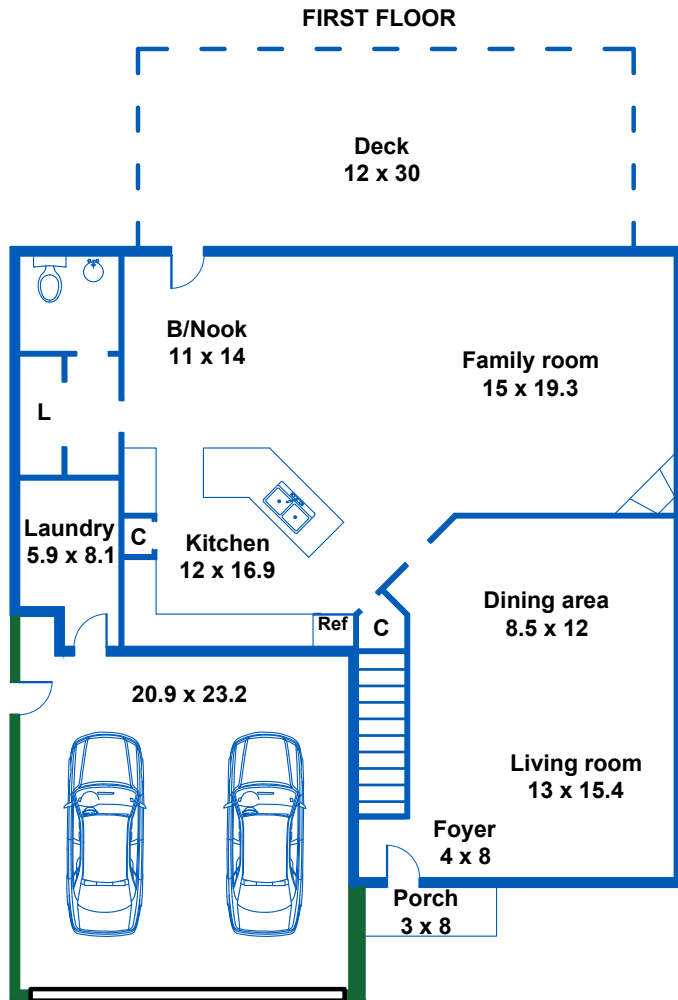 FIRST FLOOR
Deck
12 x 30
B/Nook
11 x 14
Family room
15 x 19.3
L
Laundry
5.9 x 8.1
C
Kitchen
12 x 16.9
Dining area
8.5 x 12
Ref
C
20.9 x 23.2
Living room
13 x 15.4
Foyer
4 x 8
Porch
3 x 8